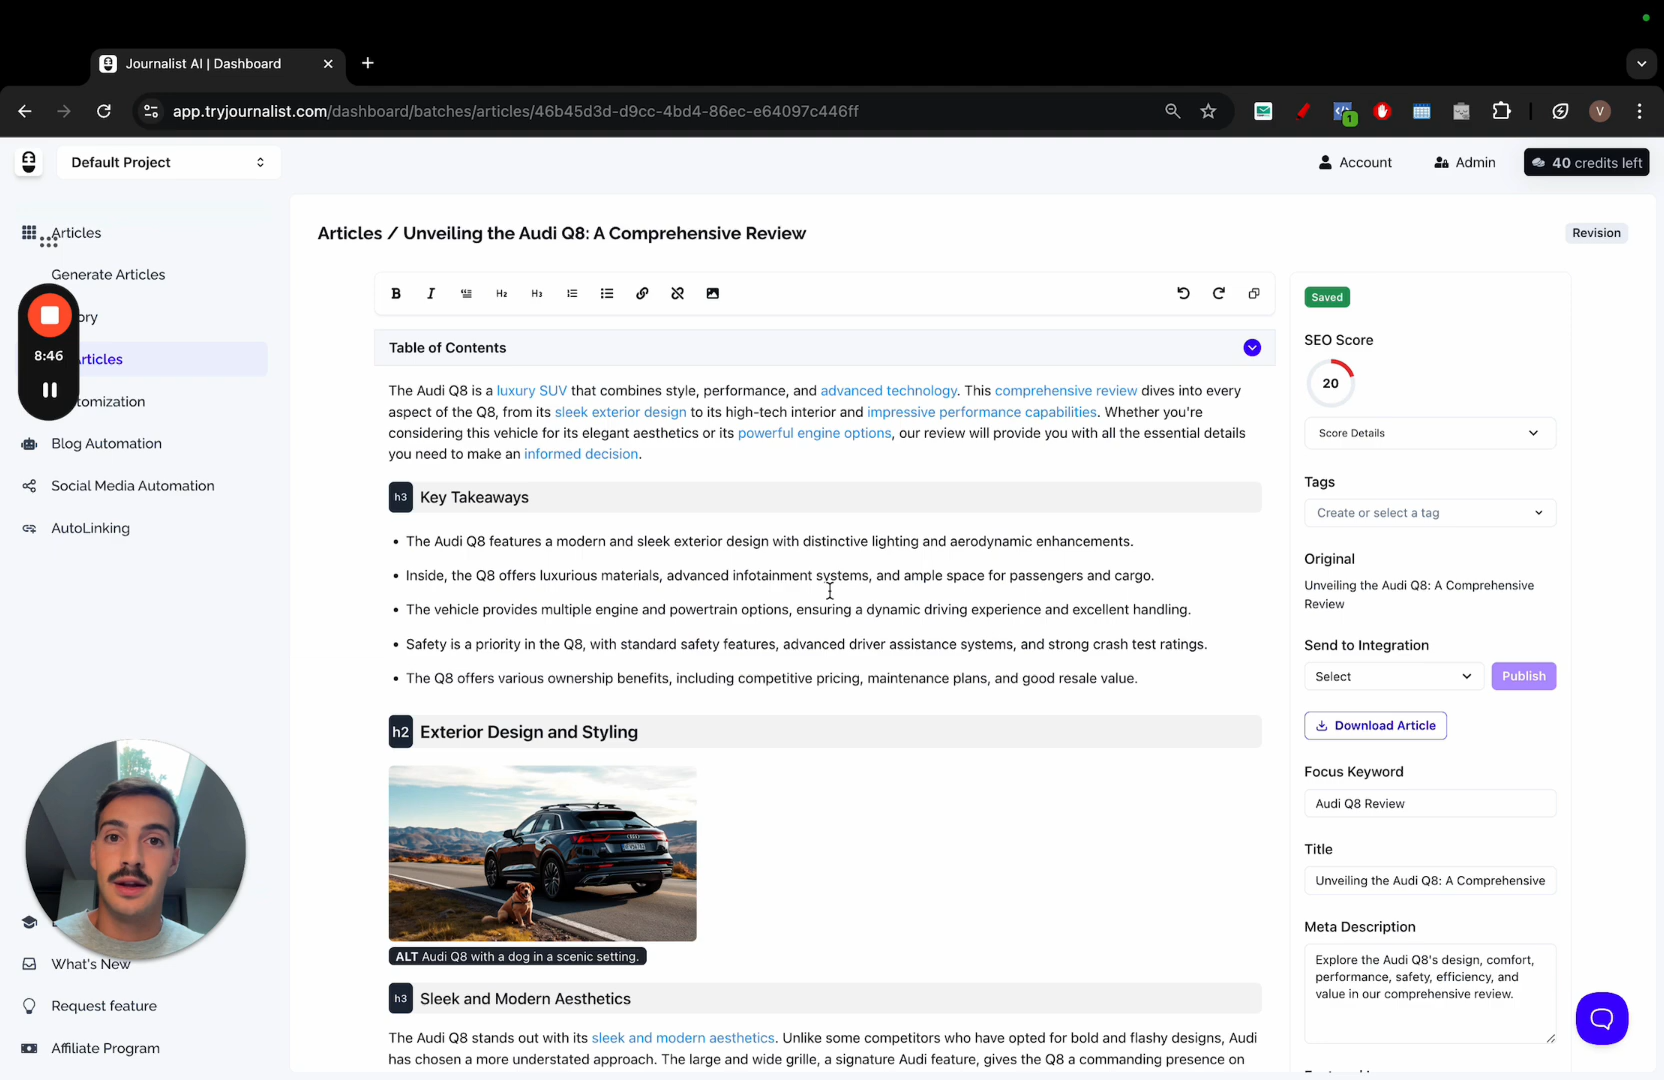 Journalist AI | Dashboard
app.tryjournalist.com/dashboard/batches/articles/46b45d3d-d9cc-4bd4-86ec-e64097c446ff
1
V
Default Project
Account
Admin
40 credits left
Articles
Generate Articles
ory
rticles
tomization
Blog Automation
Social Media Automation
AutoLinking
8:46
What's New
Request feature
Affiliate Program
Articles / Unveiling the Audi Q8: A Comprehensive Review
Revision
B I H2 H3
Table of Contents
The Audi Q8 is a luxury SUV that combines style, performance, and advanced technology. This comprehensive review dives into every
aspect of the Q8, from its sleek exterior design to its high-tech interior and impressive performance capabilities. Whether you're
considering this vehicle for its elegant aesthetics or its powerful engine options, our review will provide you with all the essential details
you need to make an informed decision.
h3 Key Takeaways
• The Audi Q8 features a modern and sleek exterior design with distinctive lighting and aerodynamic enhancements.
• Inside, the Q8 offers luxurious materials, advanced infotainment systems, and ample space for passengers and cargo.
• The vehicle provides multiple engine and powertrain options, ensuring a dynamic driving experience and excellent handling.
• Safety is a priority in the Q8, with standard safety features, advanced driver assistance systems, and strong crash test ratings.
• The Q8 offers various ownership benefits, including competitive pricing, maintenance plans, and good resale value.
h2 Exterior Design and Styling
ALT Audi Q8 with a dog in a scenic setting.
h3 Sleek and Modern Aesthetics
The Audi Q8 stands out with its sleek and modern aesthetics. Unlike some competitors who have opted for bold and flashy designs, Audi
has chosen a more understated approach. The large and wide grille, a signature Audi feature, gives the Q8 a commanding presence on
Saved
SEO Score
20
Score Details
Tags
Create or select a tag
Original
Unveiling the Audi Q8: A Comprehensive
Review
Send to Integration
Select
Publish
Download Article
Focus Keyword
Audi Q8 Review
Title
Unveiling the Audi Q8: A Comprehensive
Meta Description
Explore the Audi Q8's design, comfort,
performance, safety, efficiency, and
value in our comprehensive review.